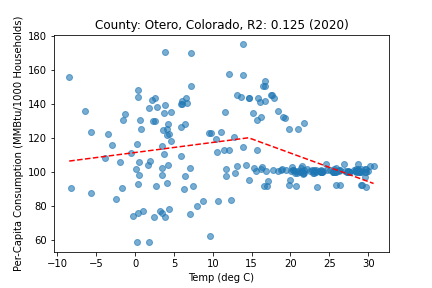 County: Otero, Colorado, R2: 0.125 (2020)
Per-Capita Consumption (MMBtu/1000 Households)
180
160
140
120
100
80
60
−10 −5 0 5 10 15 20 25 30
Temp (deg C)